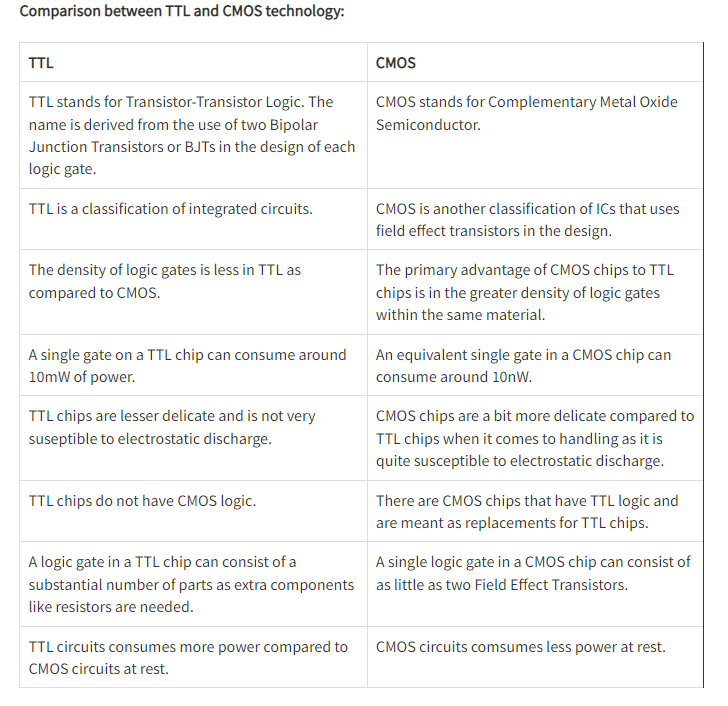 Comparison between TTL and CMOS technology:
TTL
CMOS
TTL stands for Transistor-Transistor Logic. The
name is derived from the use of two Bipolar
Junction Transistors or BJTs in the design of each
logic gate.
CMOS stands for Complementary Metal Oxide
Semiconductor.
TTL is a classification of integrated circuits.
CMOS is another classification of ICs that uses
field effect transistors in the design.
The density of logic gates is less in TTL as
compared to CMOS.
The primary advantage of CMOS chips to TTL
chips is in the greater density of logic gates
within the same material.
A single gate on a TTL chip can consume around
10mW of power.
An equivalent single gate in a CMOS chip can
consume around 10nW.
TTL chips are lesser delicate and is not very
suseptible to electrostatic discharge.
CMOS chips are a bit more delicate compared to
TTL chips when it comes to handling as it is
quite susceptible to electrostatic discharge.
TTL chips do not have CMOS logic.
There are CMOS chips that have TTL logic and
are meant as replacements for TTL chips.
A logic gate in a TTL chip can consist of a
substantial number of parts as extra components
like resistors are needed.
A single logic gate in a CMOS chip can consist of
as little as two Field Effect Transistors.
TTL circuits consumes more power compared to
CMOS circuits at rest.
CMOS circuits comsumes less power at rest.